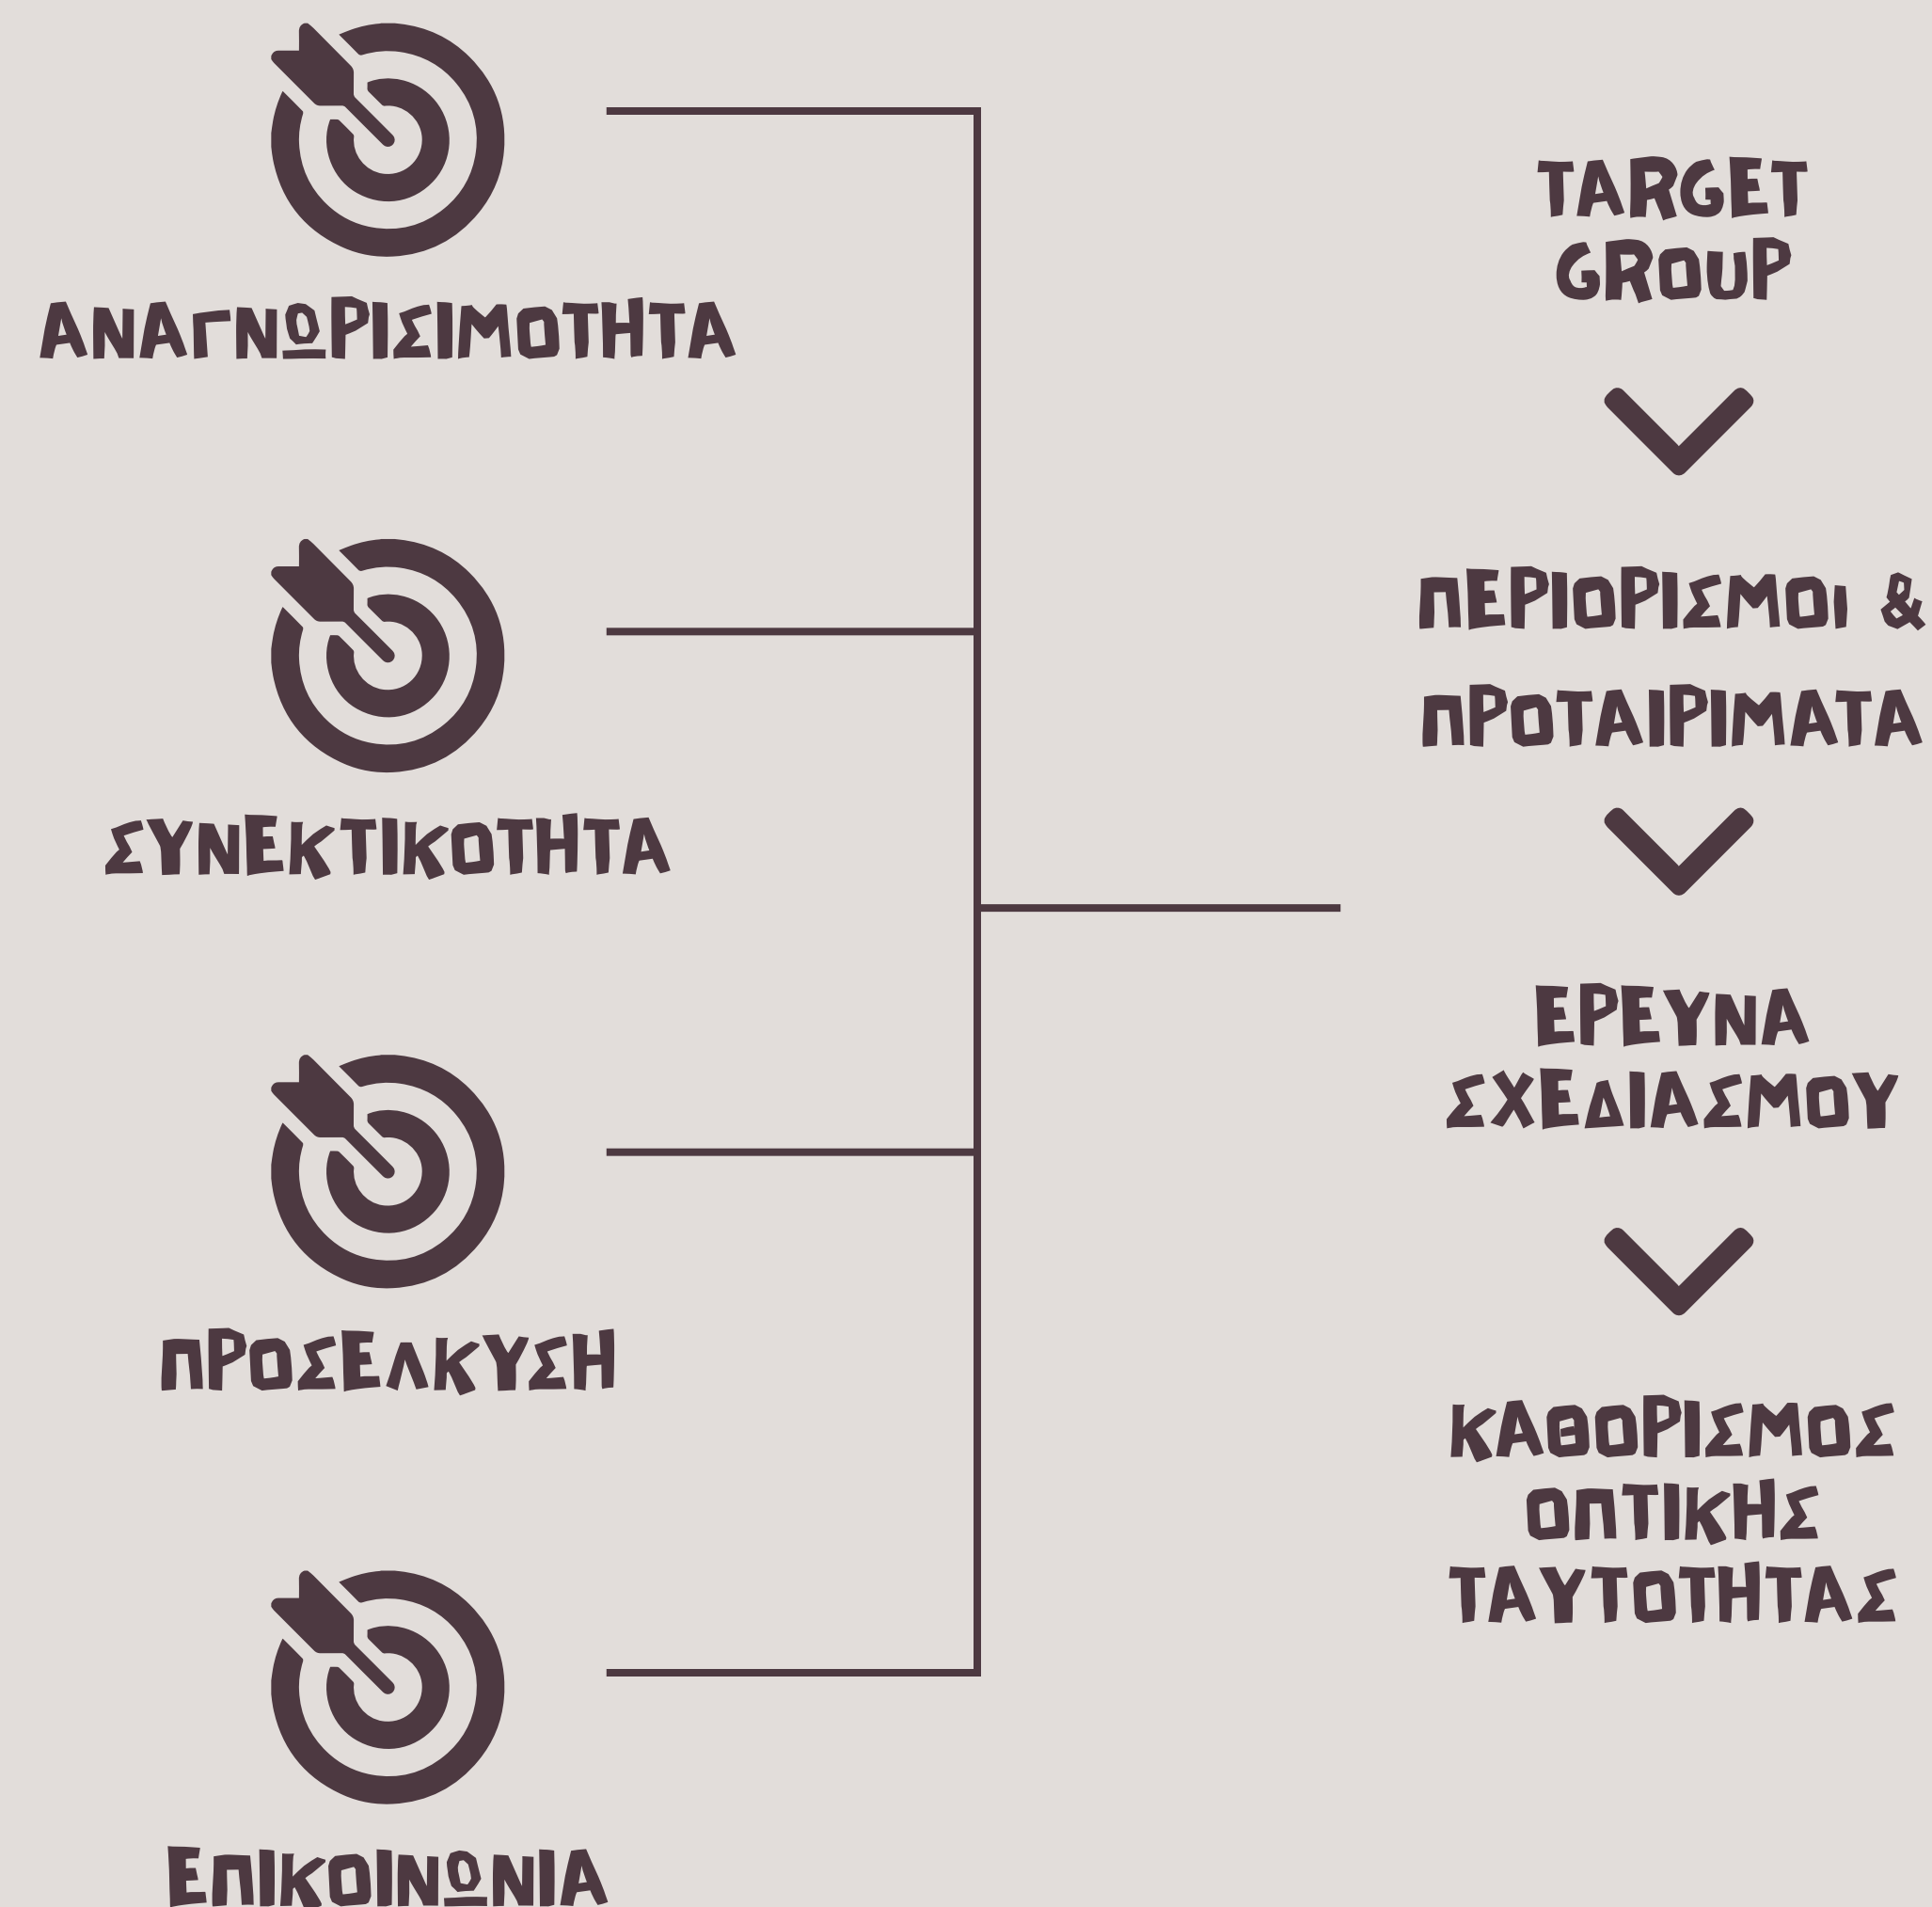 ΑΝΑΓΝΩΡΙΣΙΜΟΤΗΤΑ
ΣΥΝΕΚΤΙΚΟΤΗΤΑ
ΠΡΟΣΕΛΚΥΣΗ
ΕΠΙΚΟΙΝΩΝΙΑ
TARGET
GROUP
ΠΕΡΙΟΡΙΣΜΟι &
ΠΡΟΤΑΙΡΙΜΑΤΑ
ΕΡΕΥΝΑ
ΣΧΕΔΙΑΣΜΟΥ
ΚΑΘΟΡΙΣΜΟΣ
ΟΠΤΙΚΗΣ
ΤΑΥΤΟΤΗΤΑΣ